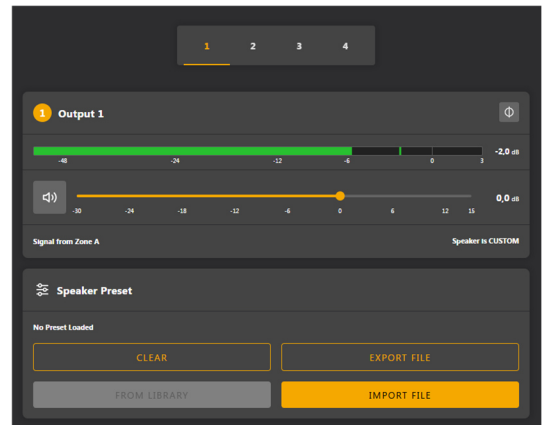 1 2 3 4
1 Output 1
-2,0 dB
-48 -24 -12 -6 0 3
0,0 dB
-30 -24 -18 -12 -6 0 6 12 15
Signal from Zone A Speaker is CUSTOM
Speaker Preset
No Preset Loaded
CLEAR EXPORT FILE
FROM LIBRARY IMPORT FILE